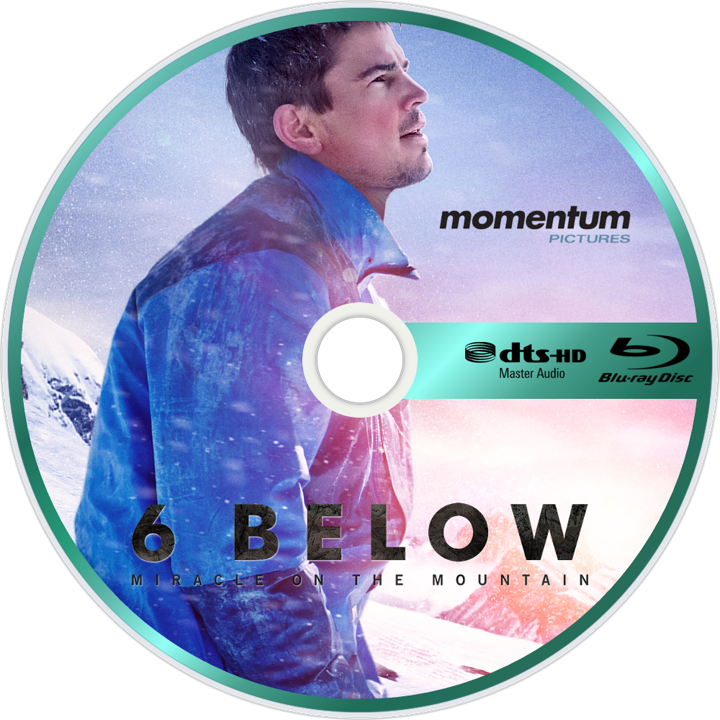 momentum
PICTURES
dts-HD
Master Audio
Blu-ray Disc
6 BELOW
MIRACLE ON THE MOUNTAIN